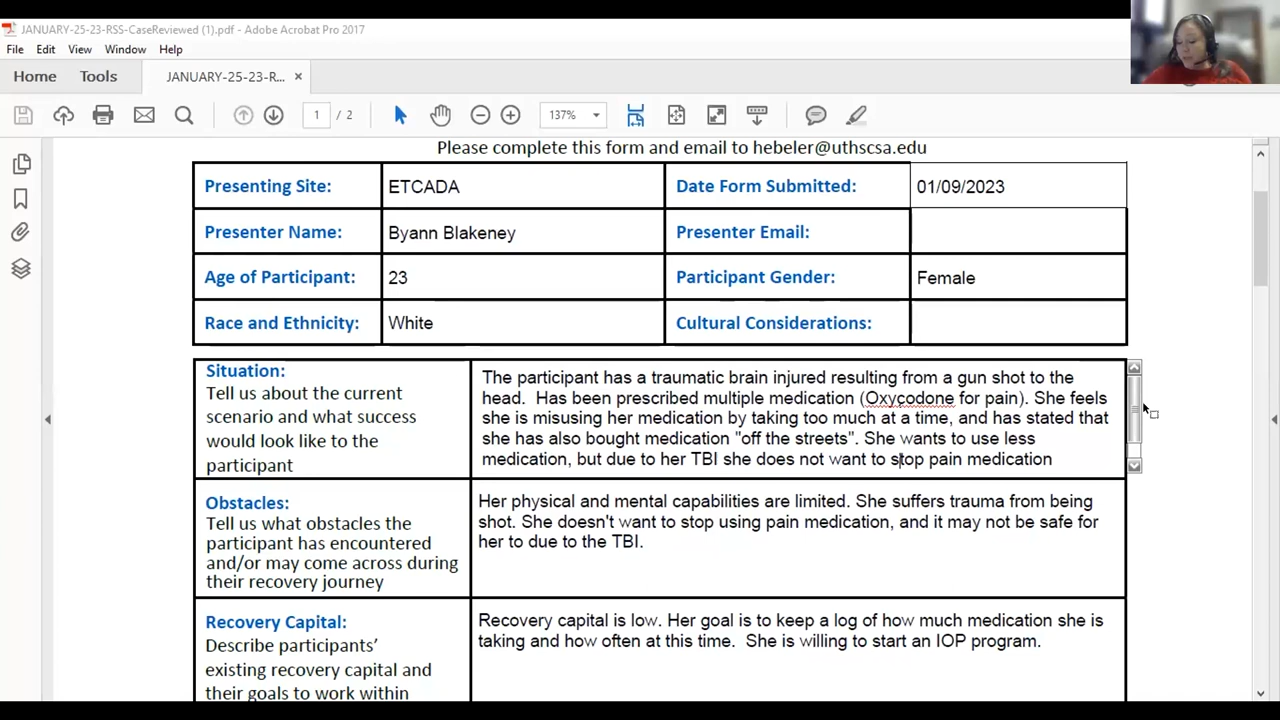 JANUARY-25-23-RSS-CaseReviewed (1).pdf - Adobe Acrobat Pro 2017
File Edit View Window Help
Home Tools JANUARY-25-23-R... ×
1 / 2 137%
Please complete this form and email to hebeler@uthscsa.edu
Presenting Site: ETCADA Date Form Submitted: 01/09/2023
Presenter Name: Byann Blakeney Presenter Email:
Age of Participant: 23 Participant Gender: Female
Race and Ethnicity: White Cultural Considerations:
Situation:
Tell us about the current
scenario and what success
would look like to the
participant
The participant has a traumatic brain injured resulting from a gun shot to the
head.  Has been prescribed multiple medication (Oxycodone for pain). She feels
she is misusing her medication by taking too much at a time, and has stated that
she has also bought medication "off the streets". She wants to use less
medication, but due to her TBI she does not want to stop pain medication
Obstacles:
Tell us what obstacles the
participant has encountered
and/or may come across during
their recovery journey
Her physical and mental capabilities are limited. She suffers trauma from being
shot. She doesn't want to stop using pain medication, and it may not be safe for
her to due to the TBI.
Recovery Capital:
Describe participants'
existing recovery capital and
their goals to work within
Recovery capital is low. Her goal is to keep a log of how much medication she is
taking and how often at this time.  She is willing to start an IOP program.